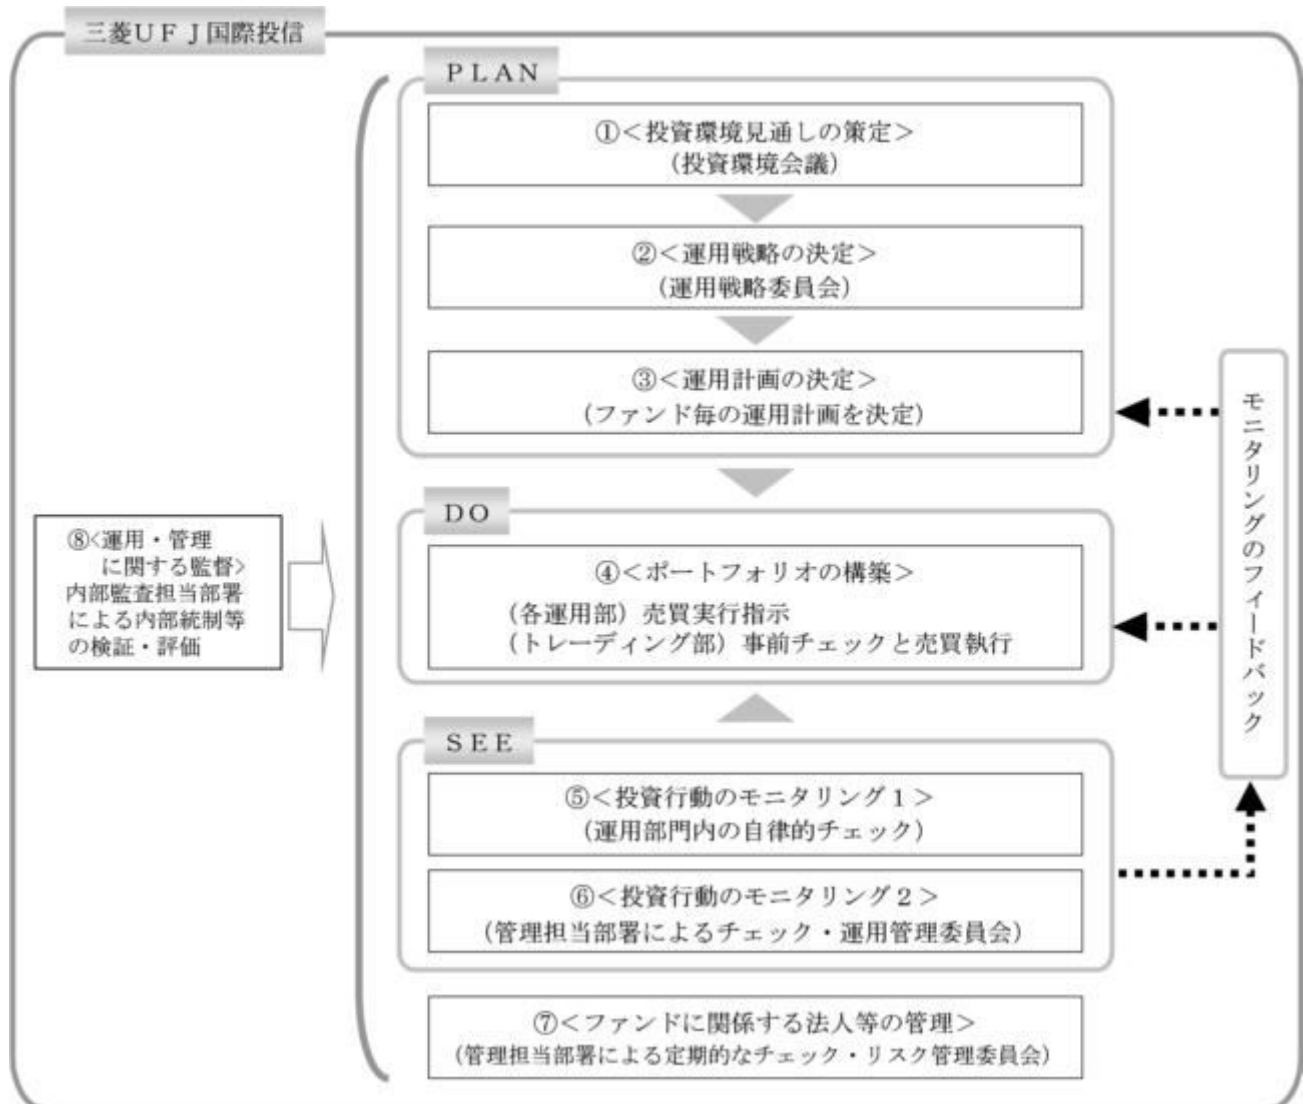 三菱ＵＦＪ国際投信
ＰＬＡＮ
①＜投資環境見通しの策定＞
（投資環境会議）
②＜運用戦略の決定＞
（運用戦略委員会）
③＜運用計画の決定＞
（ファンド毎の運用計画を決定）
ＤＯ
④＜ポートフォリオの構築＞
（各運用部）売買実行指示
（トレーディング部）事前チェックと売買執行
ＳＥＥ
⑤＜投資行動のモニタリング１＞
（運用部門内の自律的チェック）
⑥＜投資行動のモニタリング２＞
（管理担当部署によるチェック・運用管理委員会）
⑦＜ファンドに関係する法人等の管理＞
（管理担当部署による定期的なチェック・リスク管理委員会）
⑧<運用・管理
に関する監督>
内部監査担当部署
による内部統制等
の検証・評価
モニタリングのフィードバック